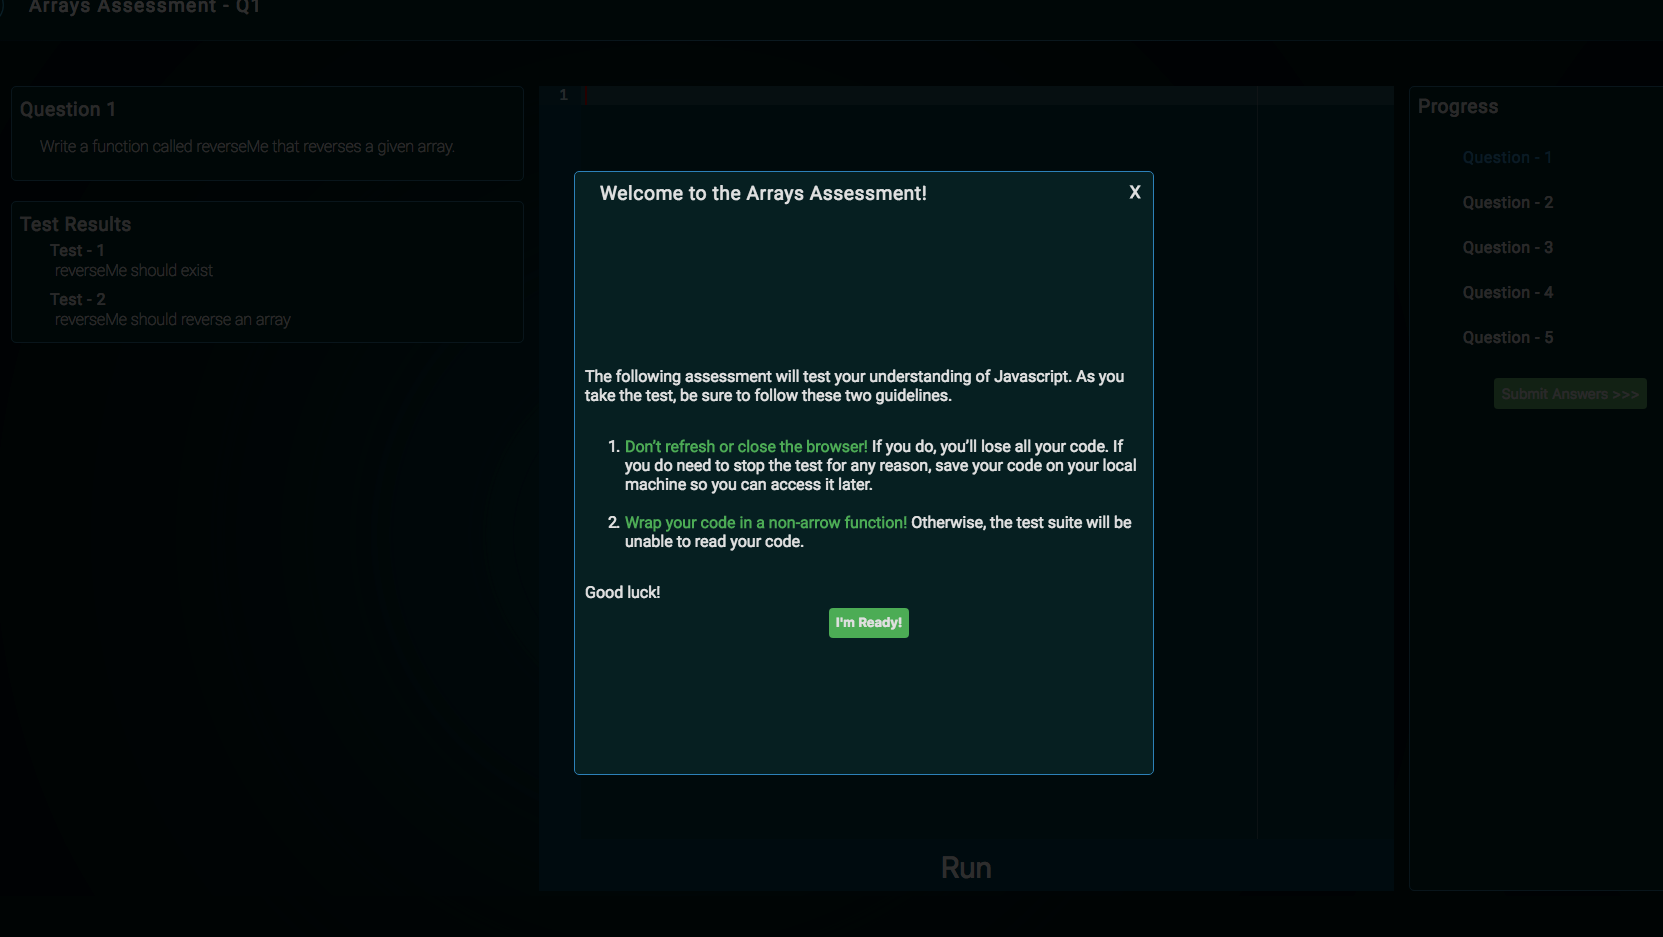 Arrays Assessment - Q1
Question 1
Write a function called reverseMe that reverses a given array.
Test Results
Test - 1
reverseMe should exist
Test - 2
reverseMe should reverse an array
1
Welcome to the Arrays Assessment!
X
The following assessment will test your understanding of Javascript. As you
take the test, be sure to follow these two guidelines.
1. Don’t refresh or close the browser! If you do, you’ll lose all your code. If
you do need to stop the test for any reason, save your code on your local
machine so you can access it later.
2. Wrap your code in a non-arrow function! Otherwise, the test suite will be
unable to read your code.
Good luck!
I'm Ready!
Run
Progress
Question - 1
Question - 2
Question - 3
Question - 4
Question - 5
Submit Answers >>>